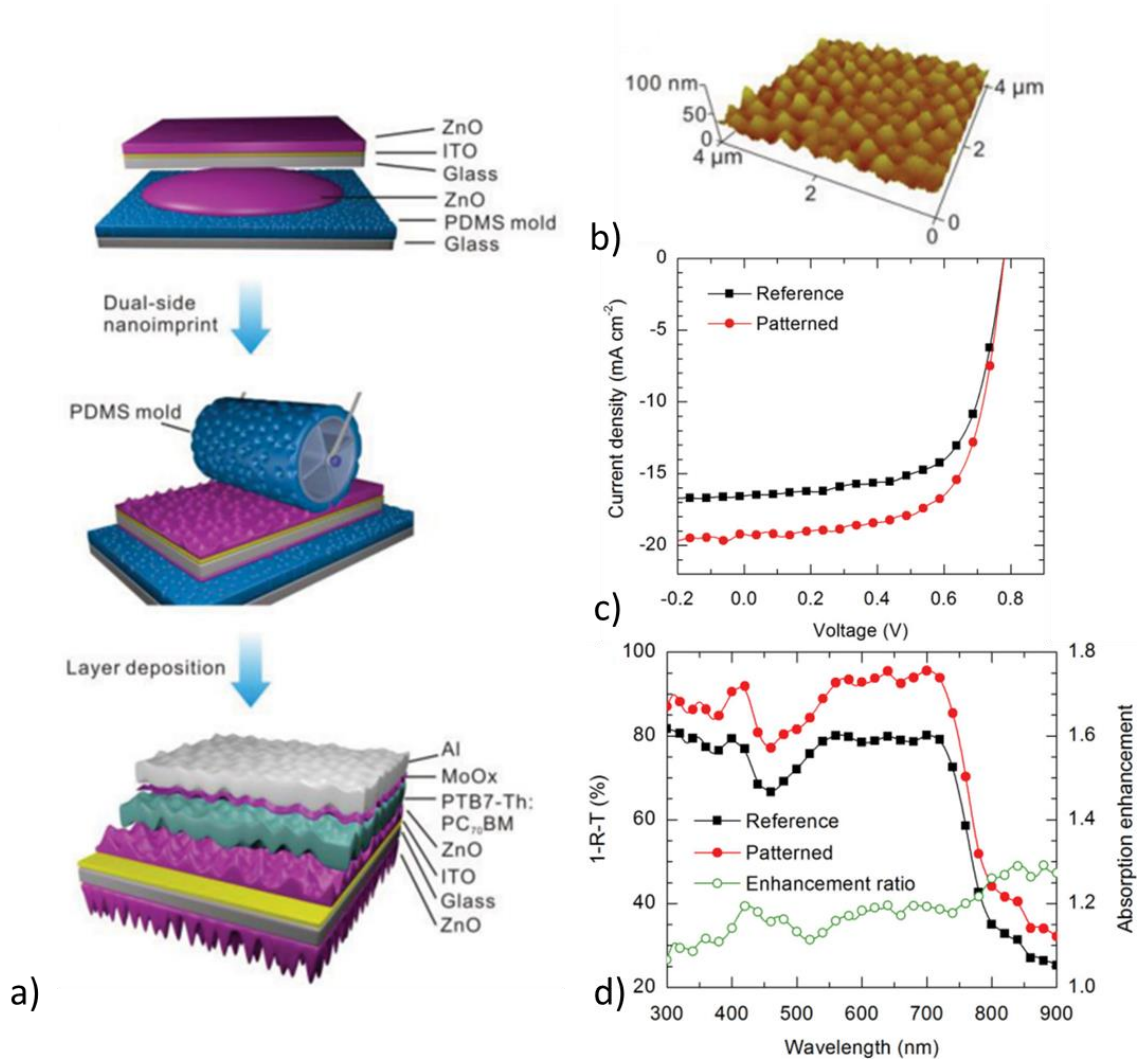 ZnO
ITO
Glass
ZnO
PDMS mold
Glass
Dual-side
nanoimprint
PDMS mold
Layer deposition
Al
MoOx
PTB7-Th:
PC₇₀BM
ZnO
ITO
Glass
ZnO
a)
100 nm
50
0
4 µm
2
0
4 µm
2
0
b)
0
-5
-10
-15
-20
Current density (mA cm⁻²)
Reference
Patterned
-0.2 0.0 0.2 0.4 0.6 0.8
Voltage (V)
c)
100
80
60
40
20
1-R-T (%)
Reference
Patterned
Enhancement ratio
1.8
1.6
1.4
1.2
1.0
Absorption enhancement
300 400 500 600 700 800 900
Wavelength (nm)
d)